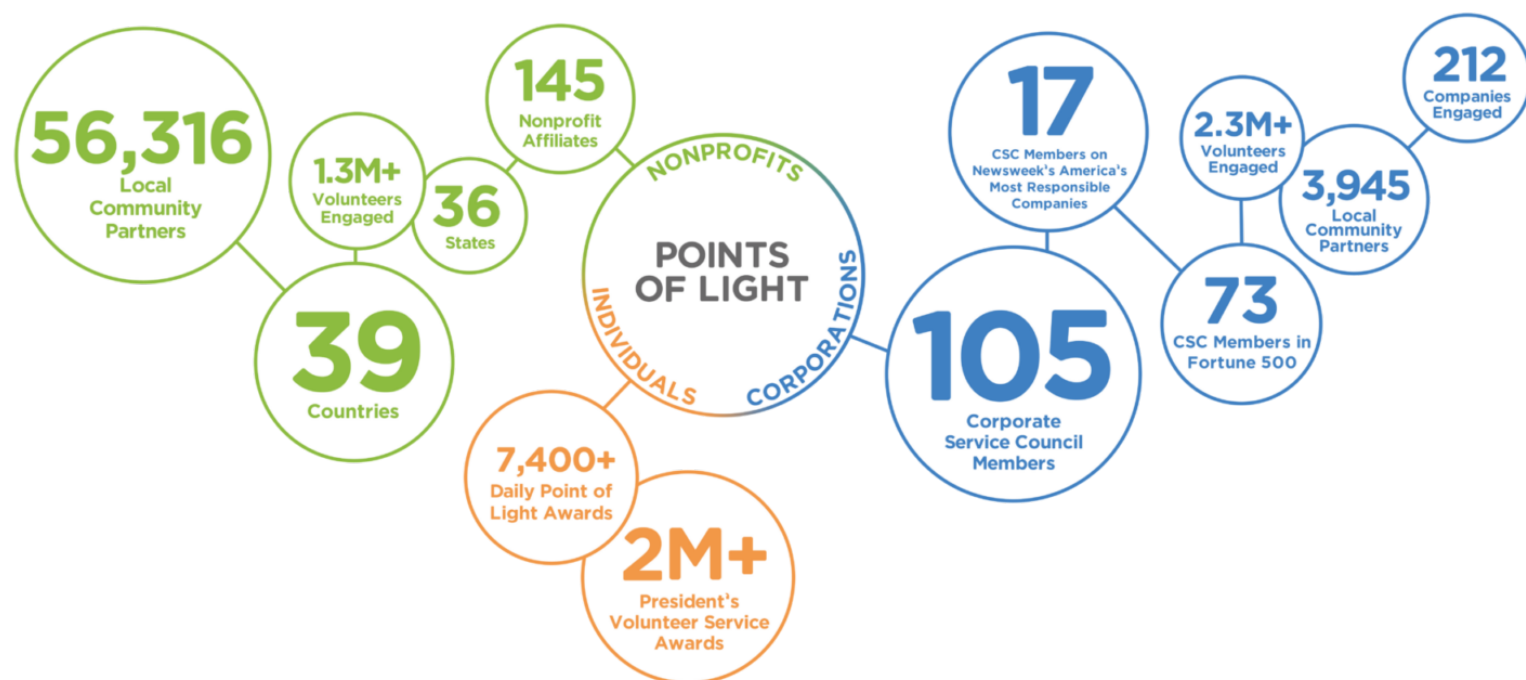 56,316
Local
Community
Partners
1.3M+
Volunteers
Engaged
36
States
145
Nonprofit
Affiliates
39
Countries
NONPROFITS
POINTS
OF LIGHT
INDIVIDUALS
CORPORATIONS
7,400+
Daily Point of
Light Awards
2M+
President's
Volunteer Service
Awards
17
CSC Members on
Newsweek's America's
Most Responsible
Companies
105
Corporate
Service Council
Members
2.3M+
Volunteers
Engaged
73
CSC Members in
Fortune 500
3,945
Local
Community
Partners
212
Companies
Engaged